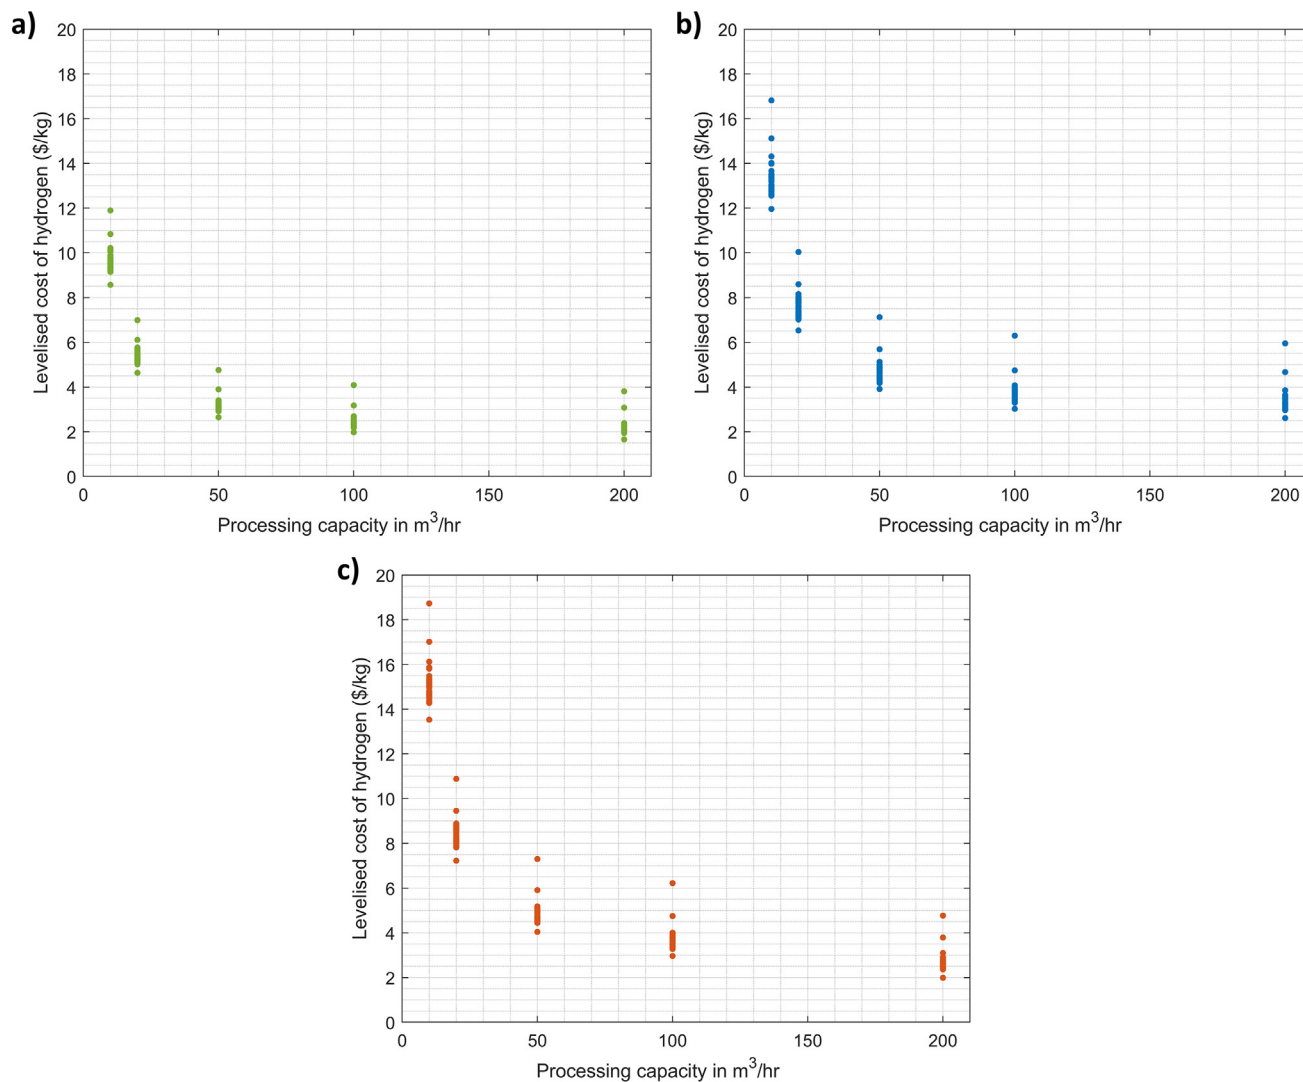 a)
Levelised cost of hydrogen ($/kg)
20
18
16
14
12
10
8
6
4
2
0
0 50 100 150 200
Processing capacity in m³/hr
b)
Levelised cost of hydrogen ($/kg)
20
18
16
14
12
10
8
6
4
2
0
0 50 100 150 200
Processing capacity in m³/hr
c)
Levelised cost of hydrogen ($/kg)
20
18
16
14
12
10
8
6
4
2
0
0 50 100 150 200
Processing capacity in m³/hr